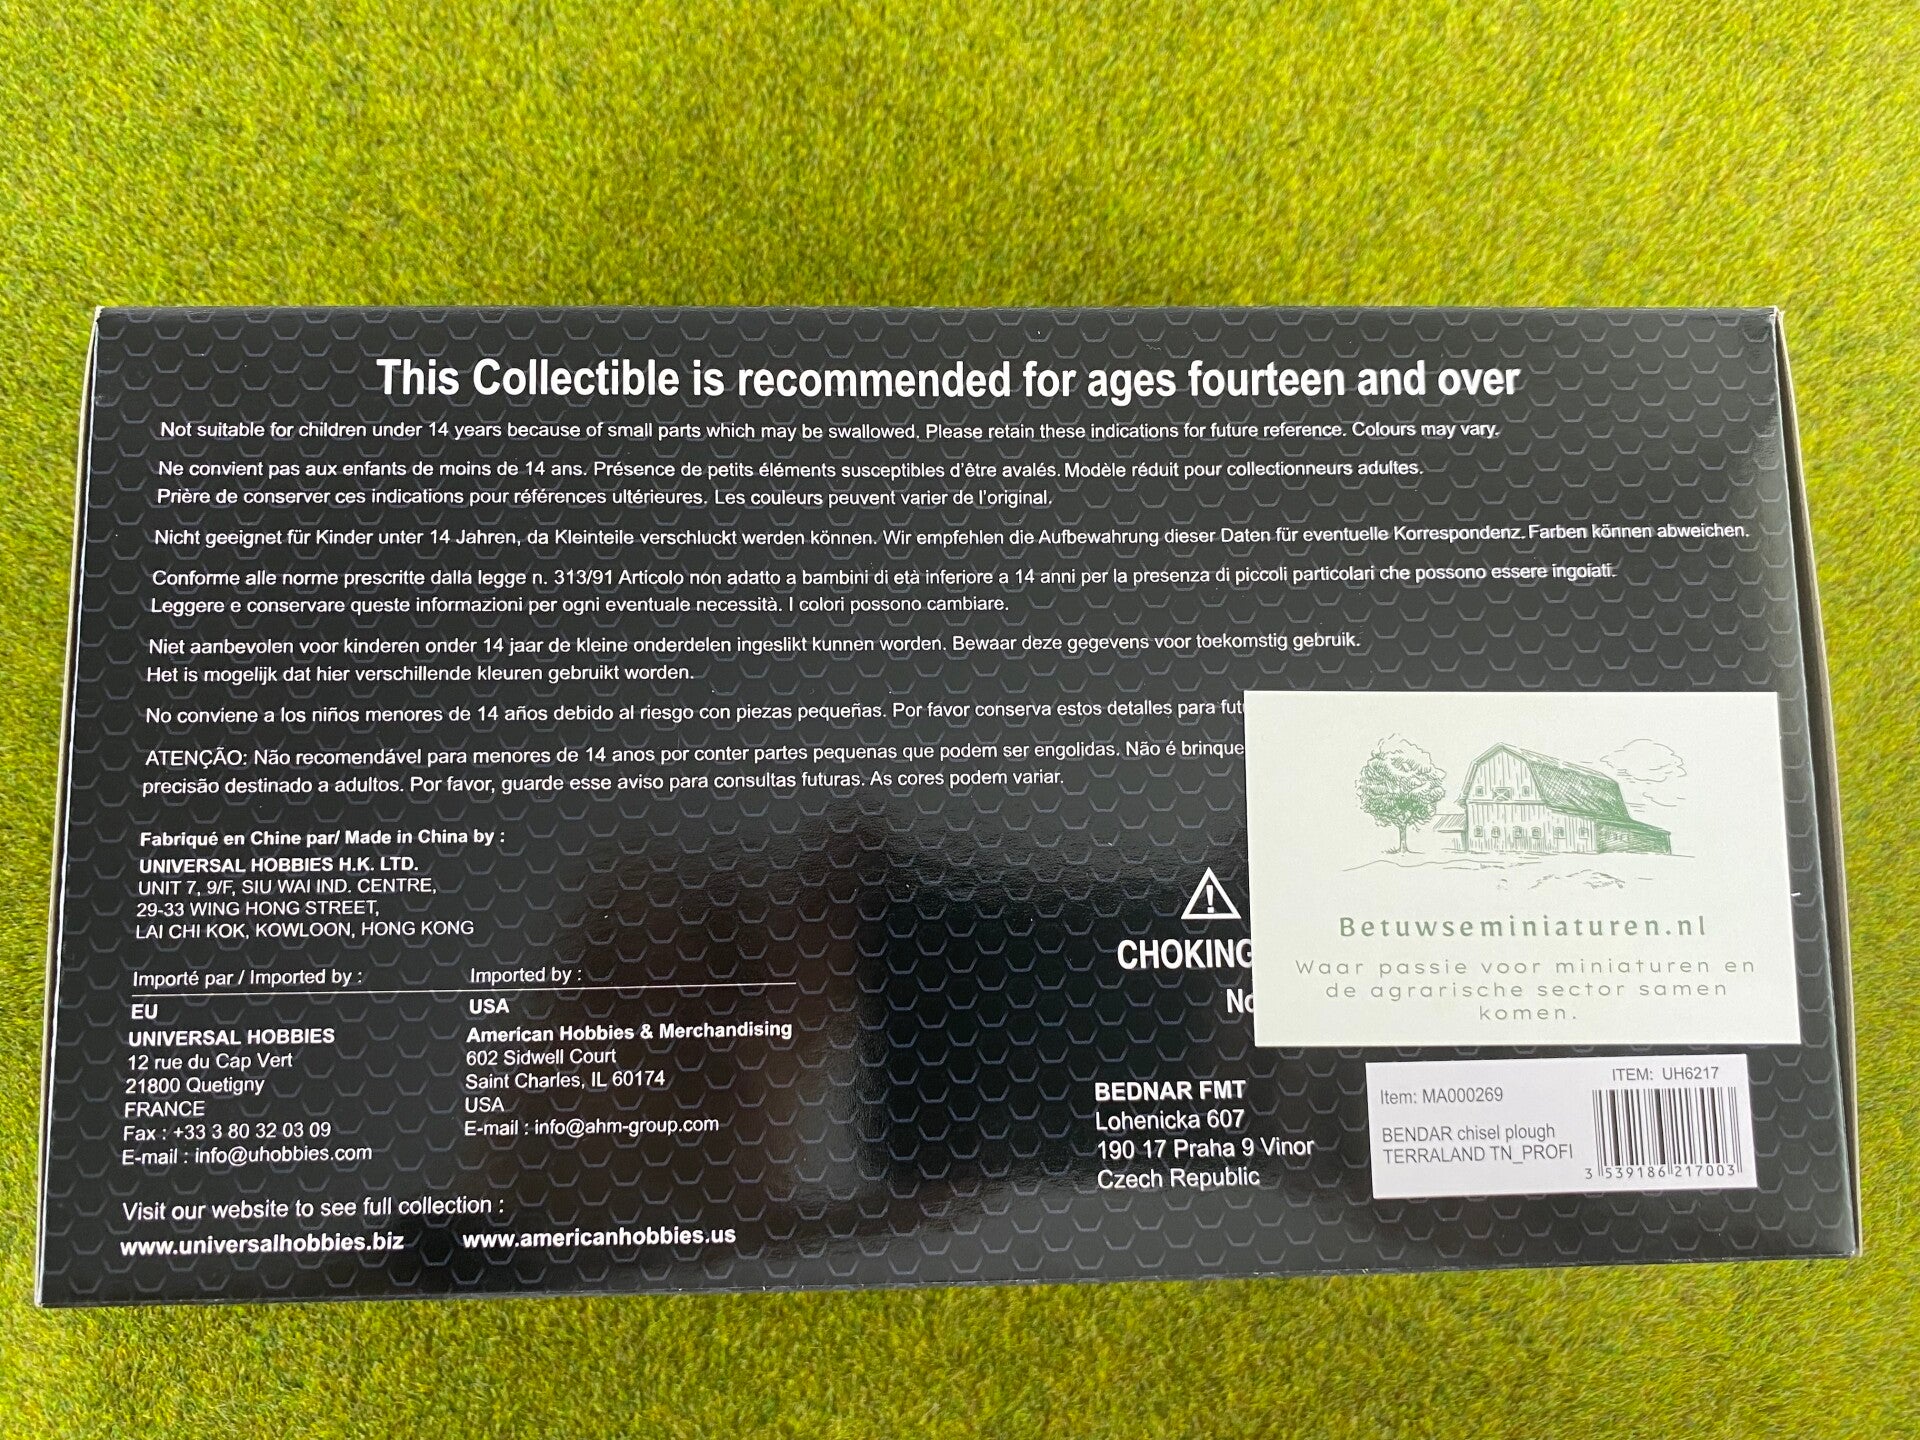 This Collectible is recommended for ages fourteen and over
Not suitable for children under 14 years because of small parts which may be swallowed. Please retain these indications for future reference. Colours may vary.
Ne convient pas aux enfants de moins de 14 ans. Présence de petits éléments susceptibles d'être avalés. Modèle réduit pour collectionneurs adultes.
Prière de conserver ces indications pour références ultérieures. Les couleurs peuvent varier de l'original.
Nicht geeignet für Kinder unter 14 Jahren, da Kleinteile verschluckt werden können. Wir empfehlen die Aufbewahrung dieser Daten für eventuelle Korrespondenz. Farben können abweichen.
Conforme alle norme prescritte dalla legge n. 313/91 Articolo non adatto a bambini di età inferiore a 14 anni per la presenza di piccoli particolari che possono essere ingoiati.
Leggere e conservare queste informazioni per ogni eventuale necessità. I colori possono cambiare.
Niet aanbevolen voor kinderen onder 14 jaar de kleine onderdelen ingeslikt kunnen worden. Bewaar deze gegevens voor toekomstig gebruik.
Het is mogelijk dat hier verschillende kleuren gebruikt worden.
No conviene a los niños menores de 14 años debido al riesgo con piezas pequeñas. Por favor conserva estos detalles para
ATENÇÃO: Não recomendável para menores de 14 anos por conter partes pequenas que podem ser engolidas. Não é
precisão destinado a adultos. Por favor, guarde esse aviso para consultas futuras. As cores podem variar.
Fabriqué en Chine par/ Made in China by :
UNIVERSAL HOBBIES H.K. LTD.
UNIT 7, 9/F, SIU WAI IND. CENTRE,
29-33 WING HONG STREET,
LAI CHI KOK, KOWLOON, HONG KONG
Importé par / Imported by :
EU
UNIVERSAL HOBBIES
12 rue du Cap Vert
21800 Quetigny
FRANCE
Fax : +33 3 80 32 03 09
E-mail : info@uhobbies.com
Imported by :
USA
American Hobbies & Merchandising
602 Sidwell Court
Saint Charles, IL 60174
USA
E-mail : info@ahm-group.com
Visit our website to see full collection :
www.universalhobbies.biz www.americanhobbies.us
CHOKING
BEDNAR FMT
Lohenicka 607
190 17 Praha 9 Vinor
Czech Republic
Betuwseminiaturen.nl
Waar passie voor miniaturen en
de agrarische sector samen
komen.
ITEM: UH6217
Item: MA000269
BENDAR chisel plough
TERRALAND TN_PROFI
3 539186 217003